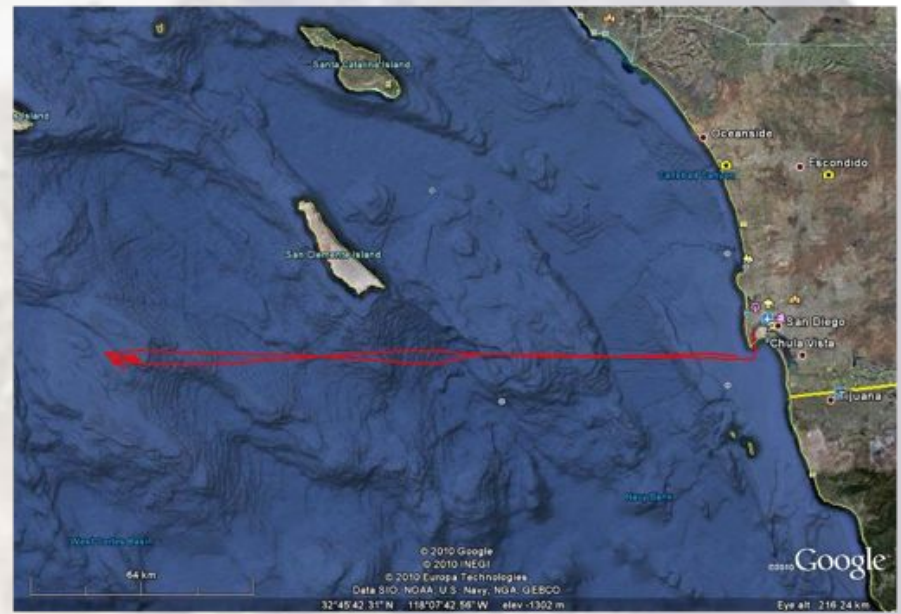 Santa Catalina Island
Island
Oceanside
Escondido
Carlsbad Canyon
San Clemente Island
San Diego
Chula Vista
Tijuana
Navy Bank
West Cortes Basin
© 2010 Google
© 2010 INEGI
© 2010 Europa Technologies
Data SIO, NOAA, U.S. Navy, NGA, GEBCO
©2010 Google
64 km
32°45'42.31" N 118°07'42.56" W elev -1302 m
Eye alt 216.24 km